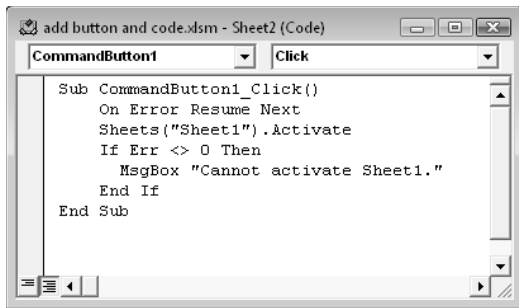 add button and code.xlsm - Sheet2 (Code)
CommandButton1 Click
Sub CommandButton1_Click()
On Error Resume Next
Sheets("Sheet1").Activate
If Err <> 0 Then
MsgBox "Cannot activate Sheet1."
End If
End Sub